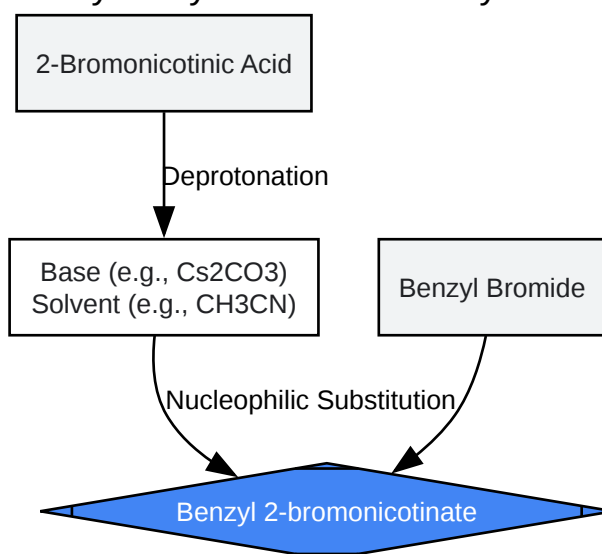 2-Bromonicotinic Acid
Deprotonation
Base (e.g., Cs2CO3)
Solvent (e.g., CH3CN)
Benzyl Bromide
Nucleophilic Substitution
Benzyl 2-bromonicotinate